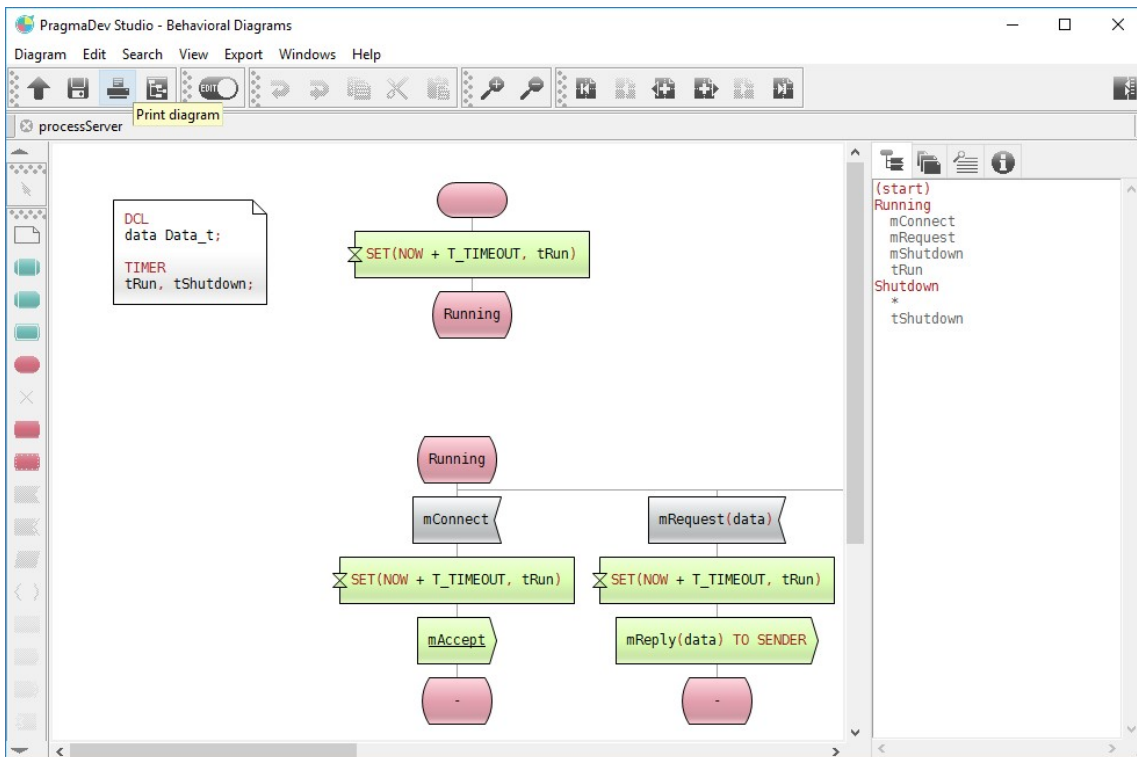 PragmaDev Studio - Behavioral Diagrams
Diagram Edit Search View Export Windows Help
EDIT
Print diagram
processServer
DCL
data Data_t;
TIMER
tRun, tShutdown;
SET(NOW + T_TIMEOUT, tRun)
Running
Running
mConnect
mRequest(data)
SET(NOW + T_TIMEOUT, tRun)
SET(NOW + T_TIMEOUT, tRun)
mAccept
mReply(data) TO SENDER
-
-
(start)
Running
mConnect
mRequest
mShutdown
tRun
Shutdown
*
tShutdown